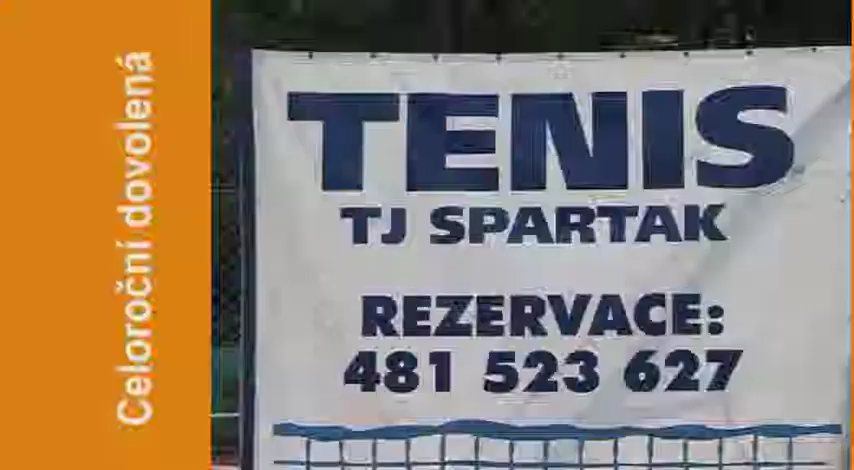 Celoroční dovolená
TENIS
TJ SPARTAK
REZERVACE:
481 523 627